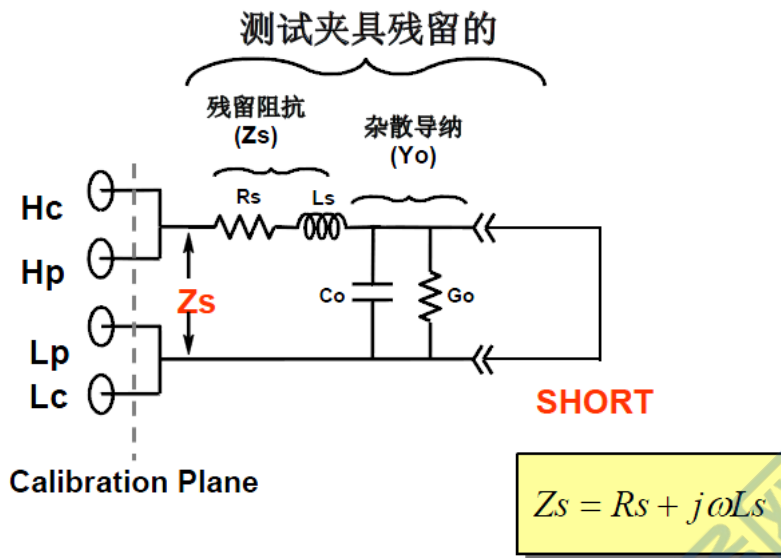 测试夹具残留的
残留阻抗
(Zs)
杂散导纳
(Yo)
Rs
Ls
Hc
Hp
Zs
Co
Go
Lp
Lc
SHORT
Calibration Plane
Zs = Rs + jωLs